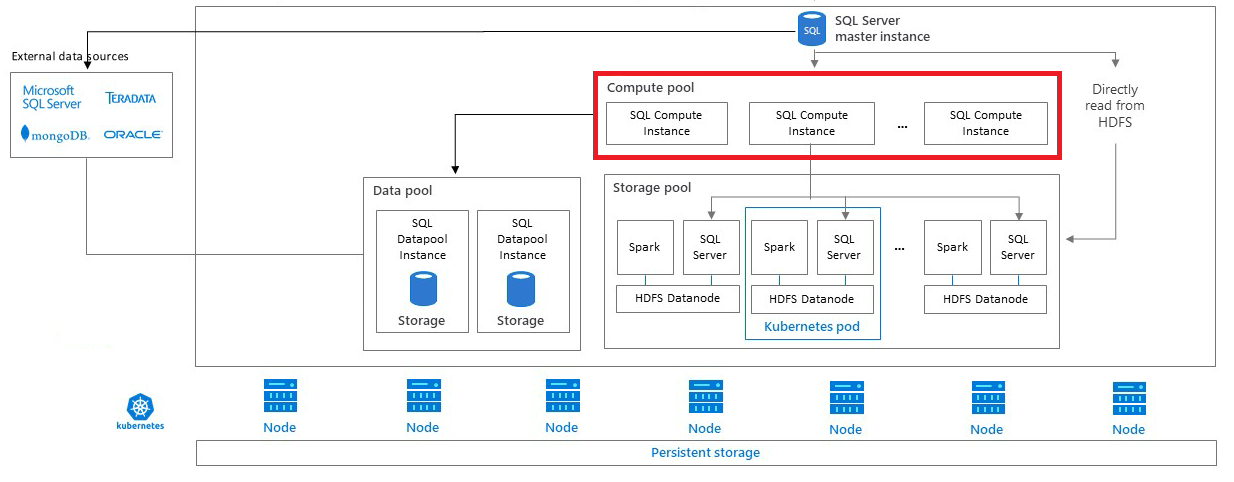 SQL
SQL Server
master instance
External data sources
Microsoft
SQL Server
TERADATA
mongoDB.
ORACLE
Compute pool
SQL Compute
Instance
SQL Compute
Instance
...
SQL Compute
Instance
Directly
read from
HDFS
Data pool
SQL
Datapool
Instance
Storage
SQL
Datapool
Instance
Storage
Storage pool
Spark
SQL
Server
HDFS Datanode
Spark
SQL
Server
HDFS Datanode
Kubernetes pod
...
Spark
SQL
Server
HDFS Datanode
kubernetes
Node
Node
Node
Node
Node
Node
Node
Persistent storage